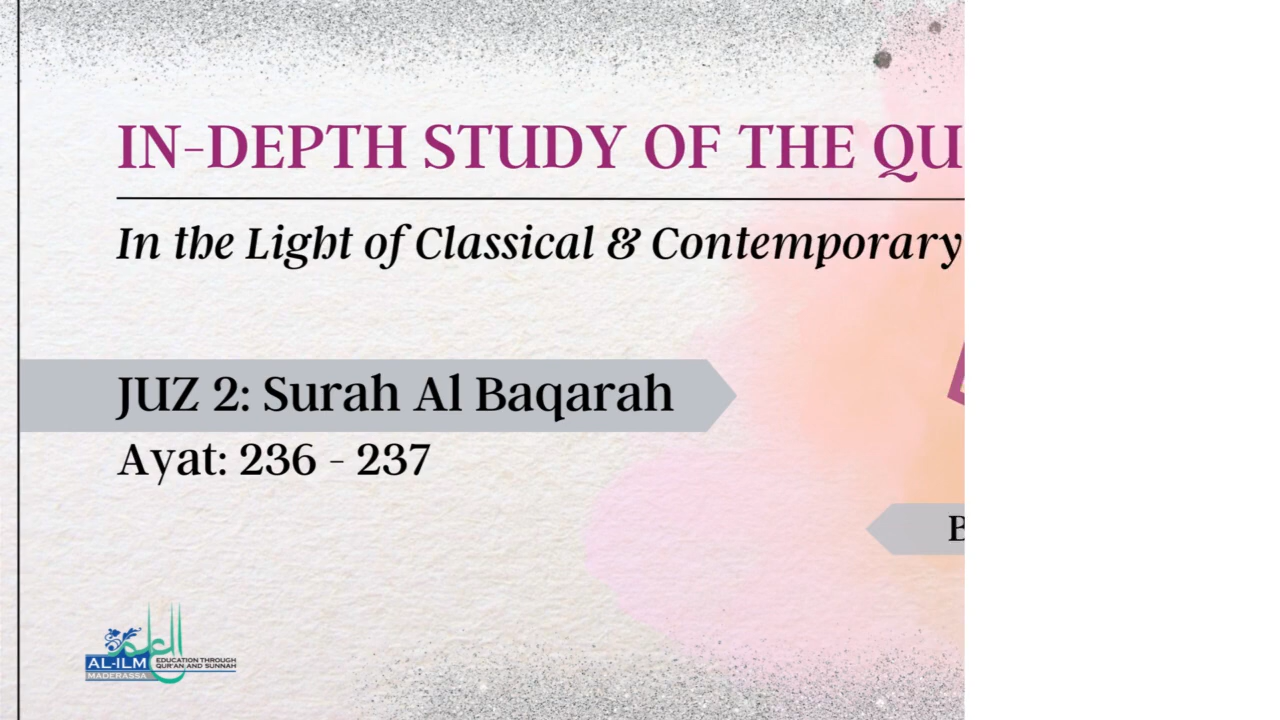 IN-DEPTH STUDY OF THE QU
In the Light of Classical & Contemporary
JUZ 2: Surah Al Baqarah
Ayat: 236 - 237
B
العلم
AL-ILM
MADERASSA
EDUCATION THROUGH
QUR'AN AND SUNNAH